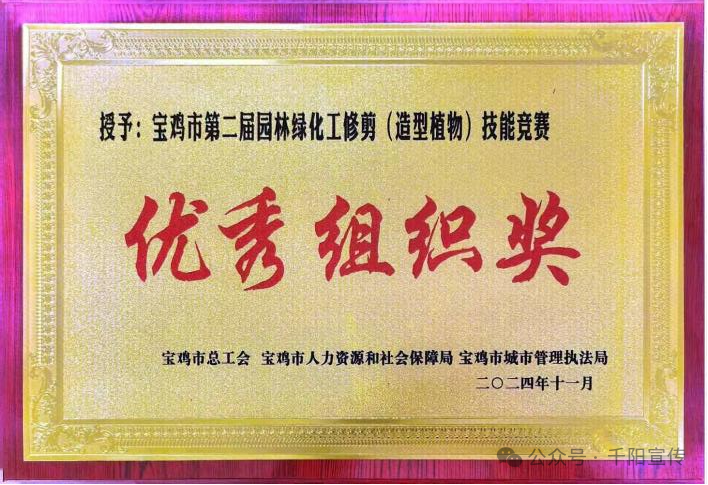 授予：宝鸡市第二届园林绿化工修剪（造型植物）技能竞赛
优秀组织奖
宝鸡市总工会 宝鸡市人力资源和社会保障局 宝鸡市城市管理执法局
二〇二四年十一月
公众号 · 千阳宣传